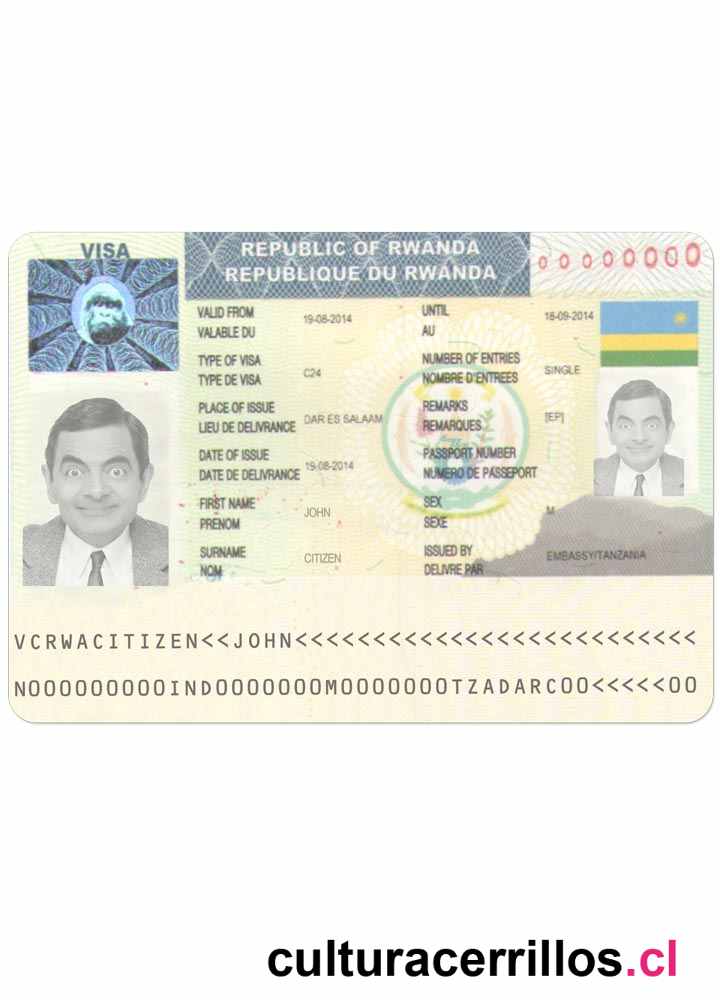 VISA
REPUBLIC OF RWANDA
REPUBLIQUE DU RWANDA
00000000
VALID FROM 19-08-2014 UNTIL 18-09-2014
VALABLE DU AU
TYPE OF VISA C24 NUMBER OF ENTRIES SINGLE
TYPE DE VISA NOMBRE D'ENTREES
PLACE OF ISSUE DAR ES SALAAM REMARKS [EP]
LIEU DE DELIVRANCE REMARQUES
DATE OF ISSUE 19-08-2014 PASSPORT NUMBER
DATE DE DELIVRANCE NUMERO DE PASSEPORT
FIRST NAME JOHN SEX M
PRENOM SEXE
SURNAME CITIZEN ISSUED BY EMBASSY/TANZANIA
NOM DELIVRE PAR
VCRWACITIZEN<<JOHN<<<<<<<<<<<<<<<<<<<<<<<<<<
N000000000IND0000000M0000000TZADARC00<<<<<00
culturacerrillos.cl